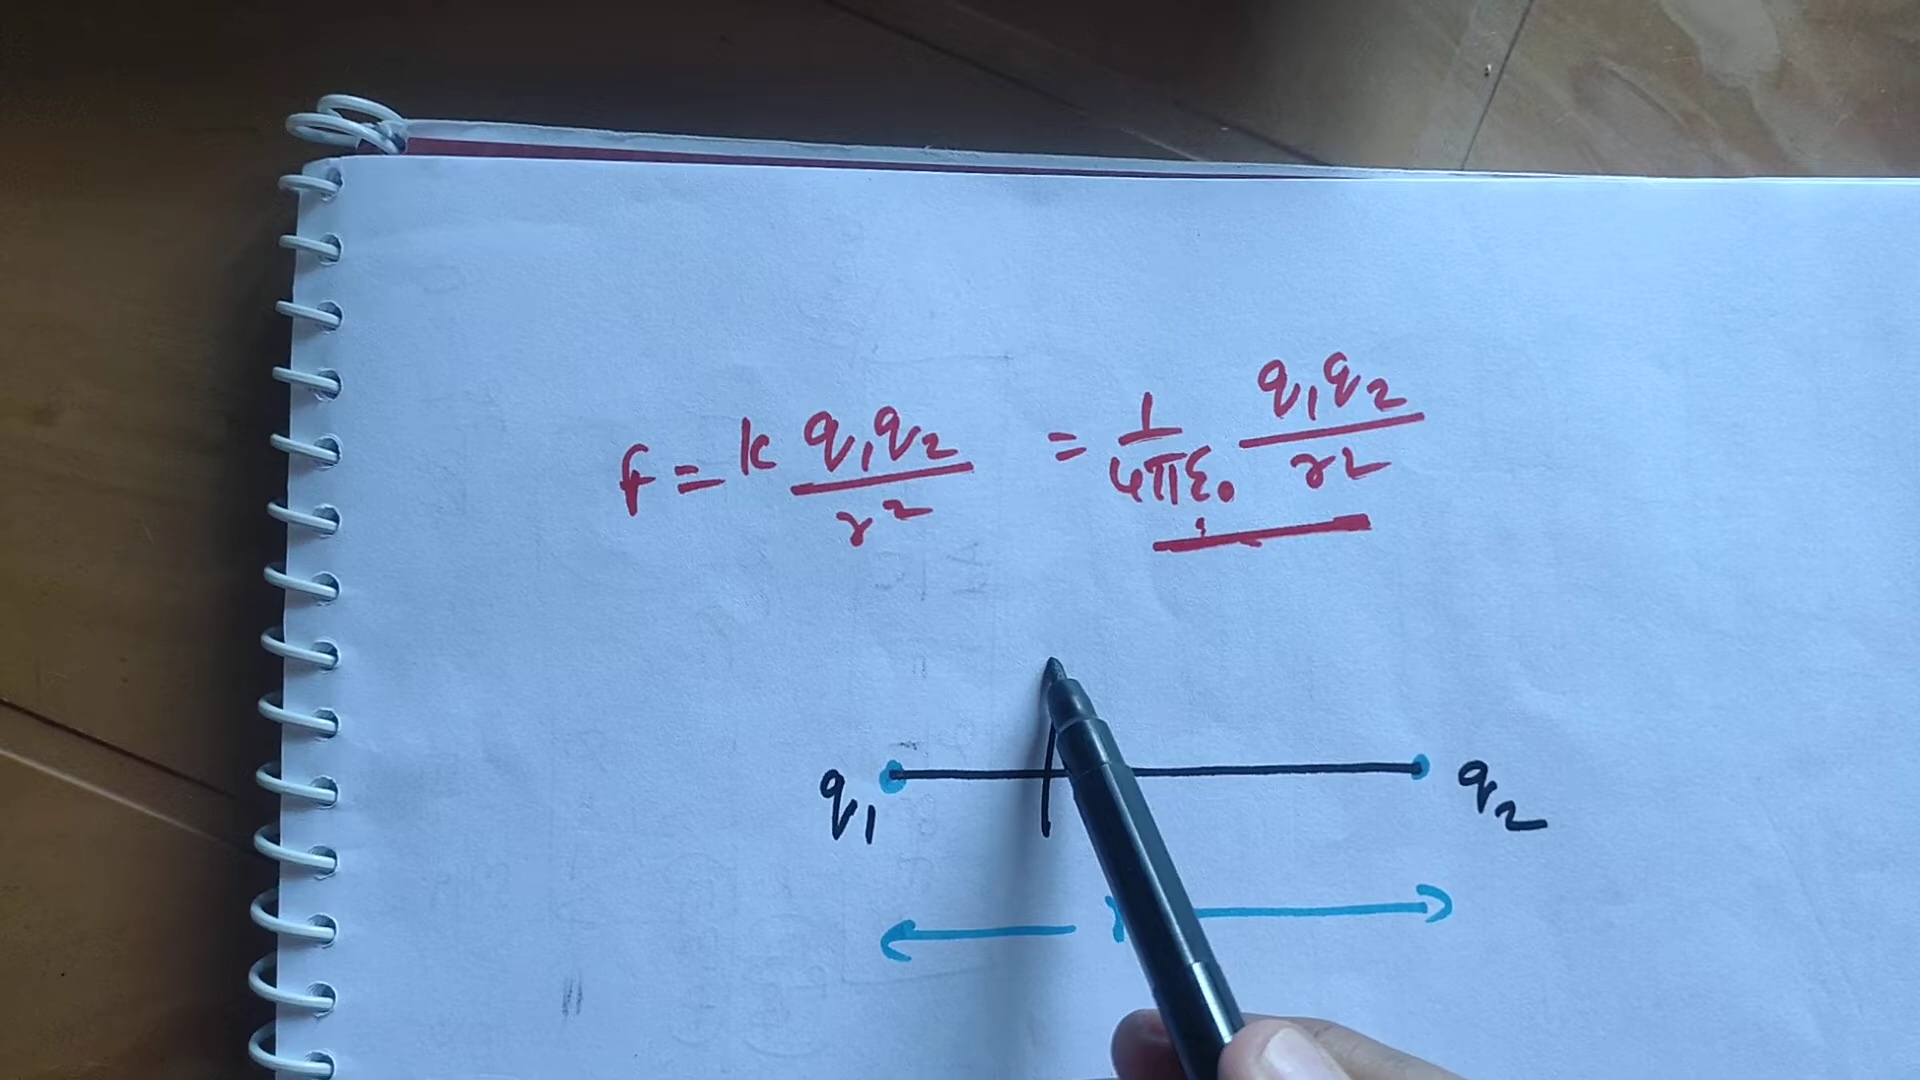 F = k q₁q₂/r² = 1/4πε₀ q₁q₂/r²
q₁ q₂
r